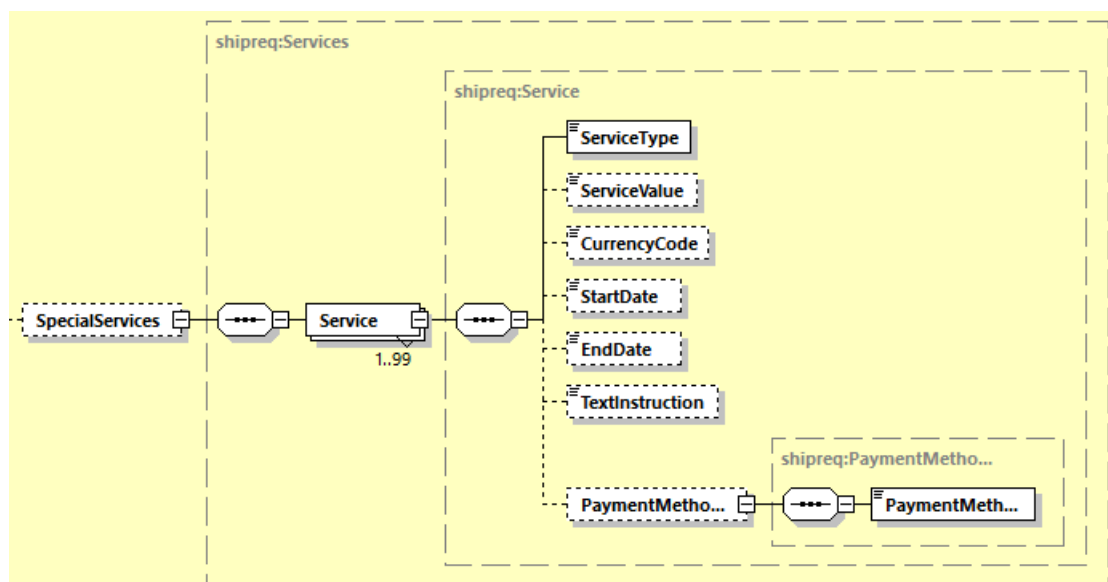 shipreq:Services
shipreq:Service
ServiceType
ServiceValue
CurrencyCode
StartDate
SpecialServices
Service
1..99
EndDate
TextInstruction
shipreq:PaymentMetho...
PaymentMetho...
PaymentMeth...